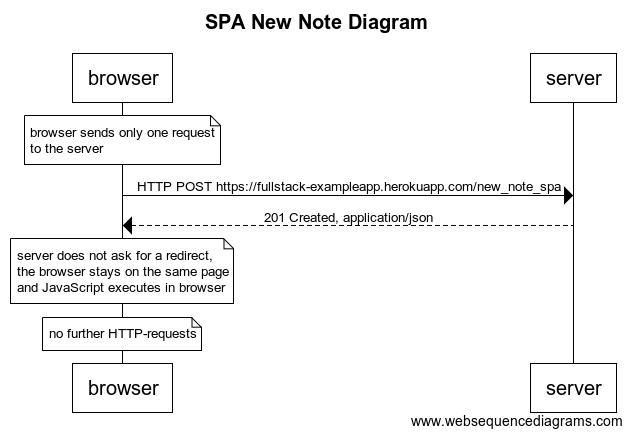 SPA New Note Diagram
browser
server
browser sends only one request
to the server
HTTP POST https://fullstack-exampleapp.herokuapp.com/new_note_spa
201 Created, application/json
server does not ask for a redirect,
the browser stays on the same page
and JavaScript executes in browser
no further HTTP-requests
browser
server
www.websequencediagrams.com